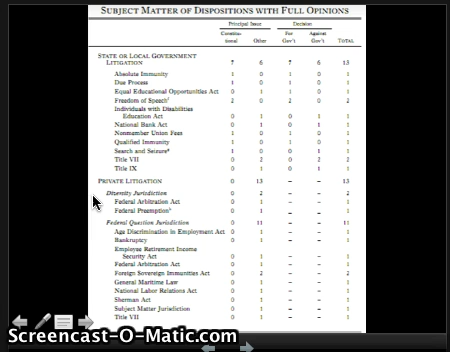 SUBJECT MATTER OF DISPOSITIONS WITH FULL OPINIONS
Principal Issue Decision
Constitutional Other For Gov't Against Gov't TOTAL
STATE OR LOCAL GOVERNMENT
LITIGATION 7 6 7 6 13
Absolute Immunity 1 0 1 0 1
Due Process 1 0 1 0 1
Equal Educational Opportunities Act 0 1 1 0 1
Freedom of Speech 2 0 2 0 2
Individuals with Disabilities
Education Act 0 1 0 1 1
National Bank Act 0 1 0 1 1
Nonmember Union Fees 1 0 1 0 1
Qualified Immunity 1 0 1 0 1
Search and Seizure 1 0 0 1 1
Title VII 0 2 0 2 2
Title IX 0 1 0 1 1
PRIVATE LITIGATION 0 13 – – 13
Diversity Jurisdiction 0 2 – – 2
Federal Arbitration Act 0 1 – – 1
Federal Preemption 0 1 – – 1
Federal Question Jurisdiction 0 11 – – 11
Age Discrimination in Employment Act 0 1 – – 1
Bankruptcy 0 1 – – 1
Employee Retirement Income
Security Act 0 1 – – 1
Federal Arbitration Act 0 1 – – 1
Foreign Sovereign Immunities Act 0 2 – – 2
General Maritime Law 0 1 – – 1
National Labor Relations Act 0 1 – – 1
Sherman Act 0 1 – – 1
Subject Matter Jurisdiction 0 1 – – 1
Title VII 0 1 – – 1
Screencast-O-Matic.com